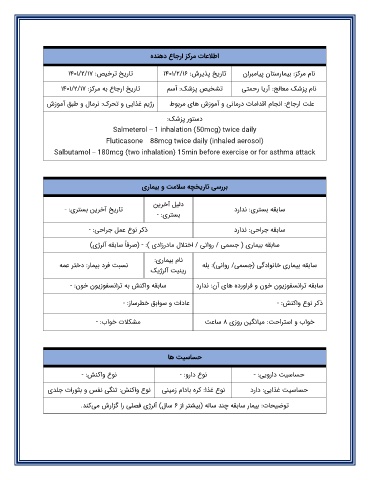 اطلاعات مرکز ارجاع دهنده
نام مرکز: بیمارستان پیامبران تاریخ پذیرش: ۱۴۰۱/۲/۱۶ تاریخ ترخیص: ۱۴۰۱/۲/۱۷
نام پزشک معالج: آریا رحمتی تشخیص پزشک: آسم تاریخ ارجاع به مرکز: ۱۴۰۱/۲/۱۷
علت ارجاع: انجام اقدامات درمانی و آموزش های مربوط رژیم غذایی و تحرک: نرمال و طبق آموزش
دستور پزشک:
Salmeterol – 1 inhalation (50mcg) twice daily
Fluticasone 88mcg twice daily (inhaled aerosol)
Salbutamol – 180mcg (two inhalation) 15min before exercise or for asthma attack
بررسی تاریخچه سلامت و بیماری
سابقه بستری: ندارد دلیل آخرین بستری: - تاریخ آخرین بستری: -
سابقه جراحی: ندارد ذکر نوع عمل جراحی: -
سابقه بیماری ( جسمی / روانی / اختلال مادرزادی ): - (صرفاً سابقه آلرژی)
سابقه بیماری خانوادگی (جسمی/ روانی): بله نام بیماری: رینیت آلرژیک نسبت فرد بیمار: دختر عمه
سابقه ترانسفوزیون خون و فراورده های آن: ندارد سابقه واکنش به ترانسفوزیون خون: -
ذکر نوع واکنش: - عادات و سوابق خطرساز: -
خواب و استراحت: میانگین روزی ۸ ساعت مشکلات خواب: -
حساسیت ها
حساسیت دارویی: - نوع دارو: - نوع واکنش: -
حساسیت غذایی: دارد نوع غذا: کره بادام زمینی نوع واکنش: تنگی نفس و بثورات جلدی
توضیحات: بیمار سابقه چند ساله (بیشتر از ۶ سال) آلرژی فصلی را گزارش می‌کند.